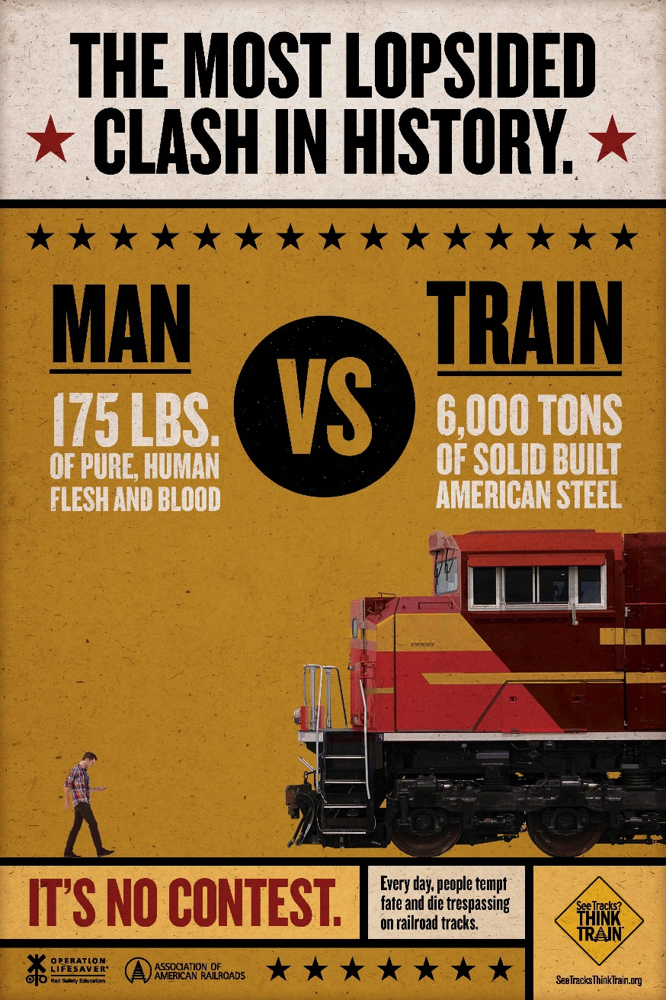 THE MOST LOPSIDED
CLASH IN HISTORY.
MAN
175 LBS.
OF PURE, HUMAN
FLESH AND BLOOD
VS
TRAIN
6,000 TONS
OF SOLID BUILT
AMERICAN STEEL
IT'S NO CONTEST.
Every day, people tempt
fate and die trespassing
on railroad tracks.
See Tracks?
THINK
TRAIN
SeeTracksThinkTrain.org
OPERATION
LIFESAVER
Rail Safety Education
ASSOCIATION OF
AMERICAN RAILROADS